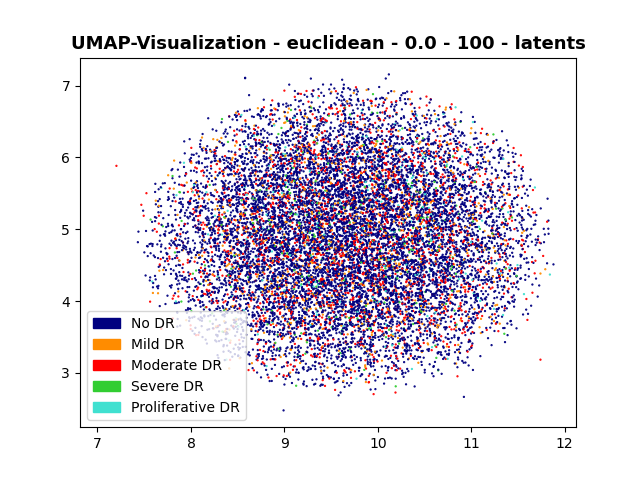 UMAP-Visualization - euclidean - 0.0 - 100 - latents
7
6
5
4
3
No DR
Mild DR
Moderate DR
Severe DR
Proliferative DR
7 8 9 10 11 12